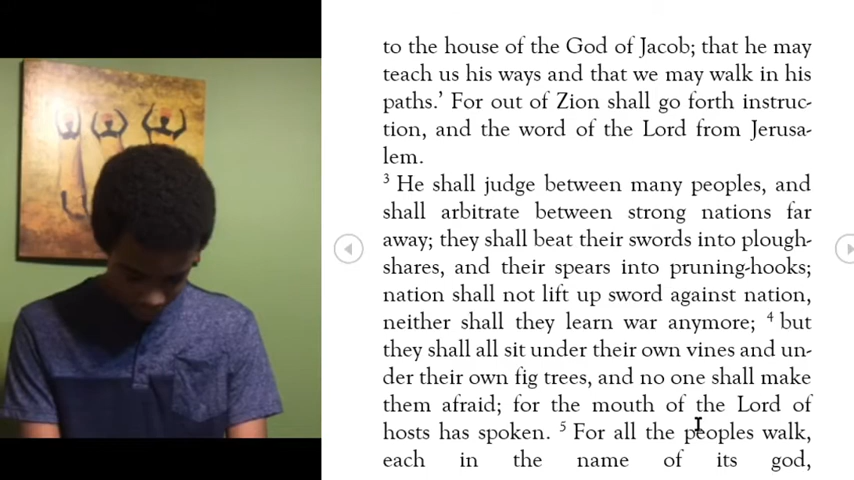 to the house of the God of Jacob; that he may
teach us his ways and that we may walk in his
paths.’ For out of Zion shall go forth instruc-
tion, and the word of the Lord from Jerusa-
lem.
3 He shall judge between many peoples, and
shall arbitrate between strong nations far
away; they shall beat their swords into plough-
shares, and their spears into pruning-hooks;
nation shall not lift up sword against nation,
neither shall they learn war anymore; 4 but
they shall all sit under their own vines and un-
der their own fig trees, and no one shall make
them afraid; for the mouth of the Lord of
hosts has spoken. 5 For all the peoples walk,
each in the name of its god,